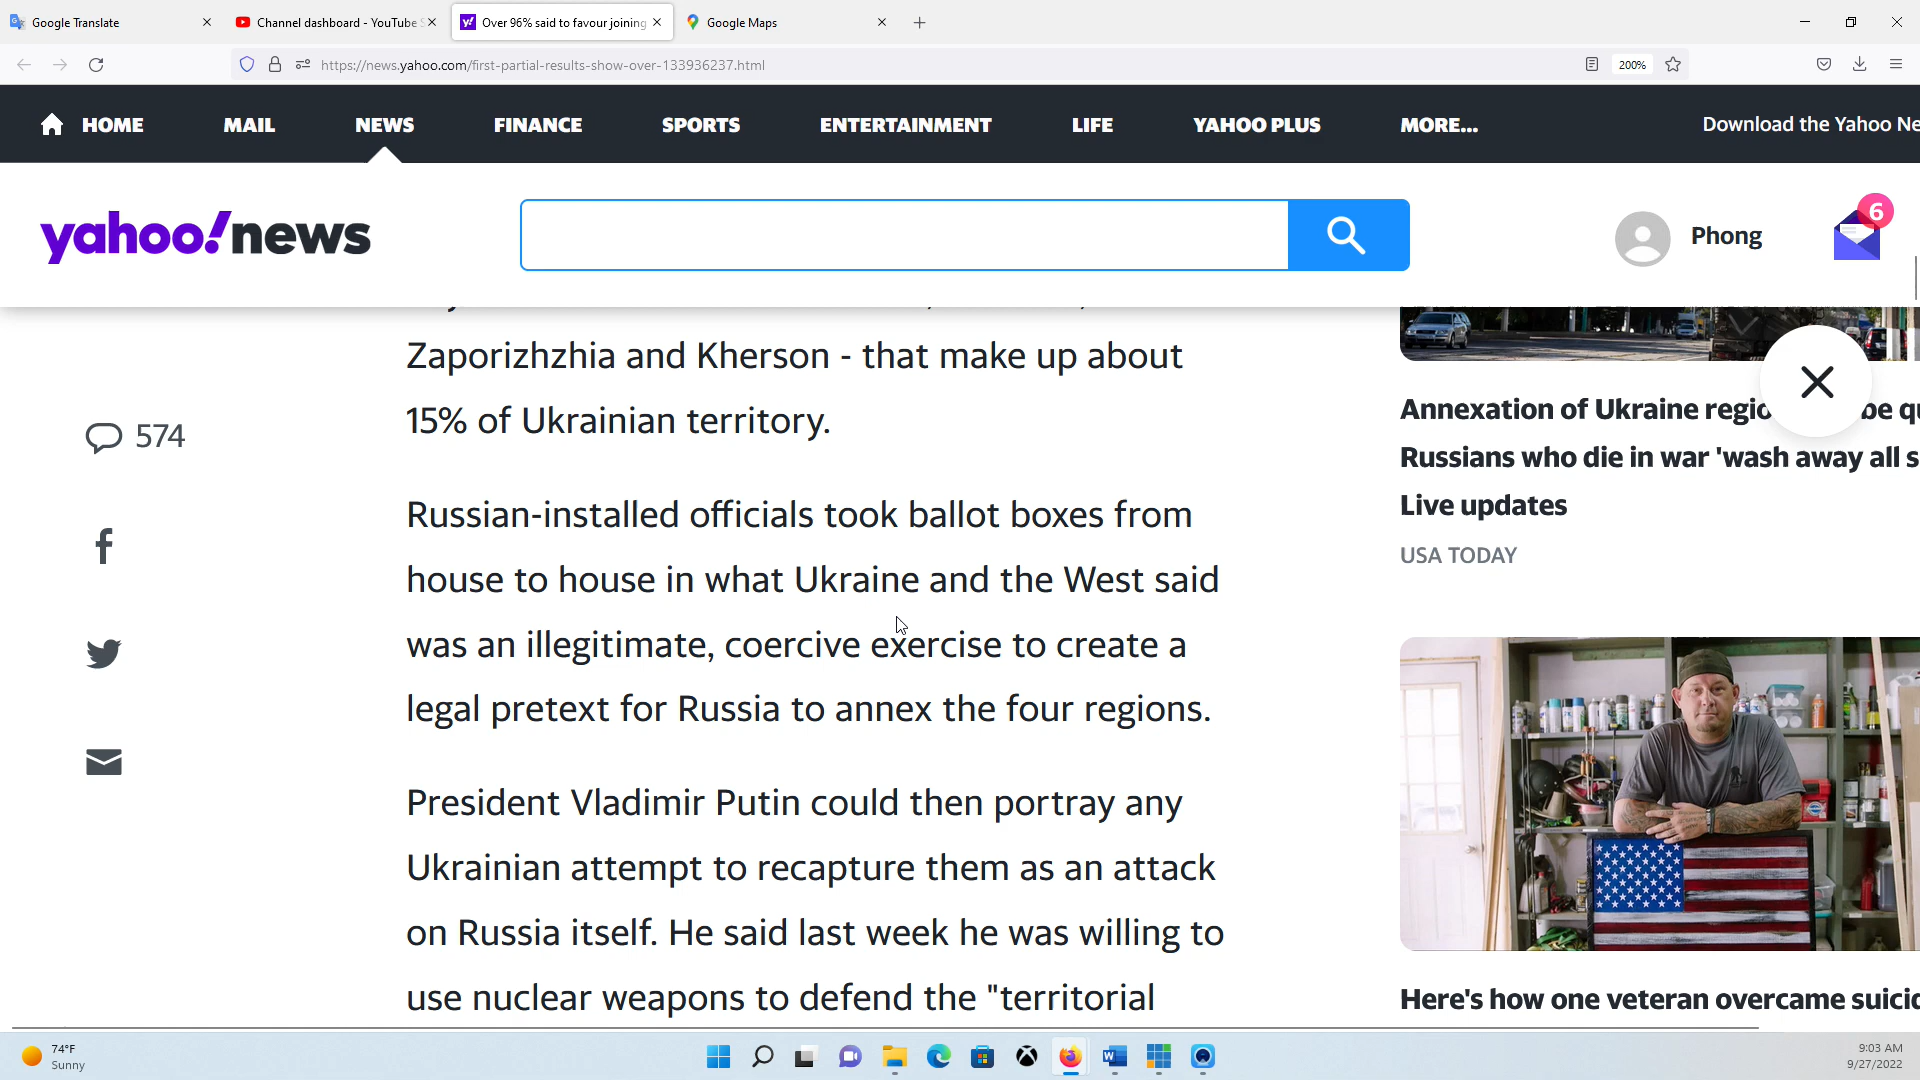 Google Translate
Channel dashboard - YouTube S
y!
Over 96% said to favour joining
Google Maps
https://news.yahoo.com/first-partial-results-show-over-133936237.html
200%
HOME
MAIL
NEWS
FINANCE
SPORTS
ENTERTAINMENT
LIFE
YAHOO PLUS
MORE...
Download the Yahoo Ne
yahoo!news
Phong
6
Zaporizhzhia and Kherson - that make up about
15% of Ukrainian territory.
574
Russian-installed officials took ballot boxes from
house to house in what Ukraine and the West said
was an illegitimate, coercive exercise to create a
legal pretext for Russia to annex the four regions.
President Vladimir Putin could then portray any
Ukrainian attempt to recapture them as an attack
on Russia itself. He said last week he was willing to
use nuclear weapons to defend the "territorial
Annexation of Ukraine regio be qu
Russians who die in war 'wash away all s
Live updates
USA TODAY
Here's how one veteran overcame suicid
74°F
Sunny
W
9:03 AM
9/27/2022